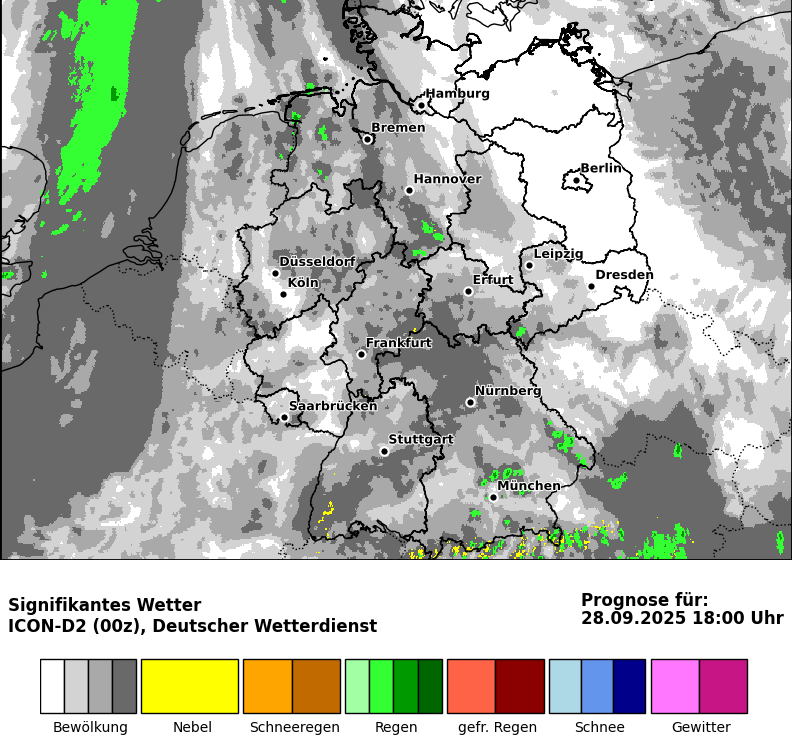 Hamburg
Bremen
Hannover
Berlin
Düsseldorf
Köln
Leipzig
Dresden
Erfurt
Frankfurt
Nürnberg
Saarbrücken
Stuttgart
München
Signifikantes Wetter
ICON-D2 (00z), Deutscher Wetterdienst
Prognose für:
28.09.2025 18:00 Uhr
Bewölkung
Nebel
Schneeregen
Regen
gefr. Regen
Schnee
Gewitter